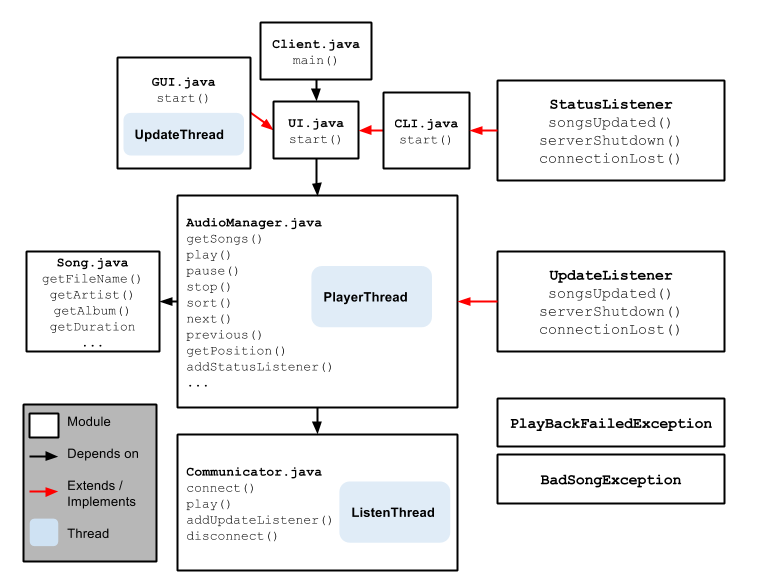 Client.java
main()
GUI.java
start()
UpdateThread
UI.java
start()
CLI.java
start()
StatusListener
songsUpdated()
serverShutdown()
connectionLost()
AudioManager.java
getSongs()
play()
pause()
stop()
sort()
next()
previous()
getPosition()
addStatusListener()
...
PlayerThread
Song.java
getFileName()
getArtist()
getAlbum()
getDuration
...
UpdateListener
songsUpdated()
serverShutdown()
connectionLost()
Module
Depends on
Extends /
Implements
Thread
Communicator.java
connect()
play()
addUpdateListener()
disconnect()
ListenThread
PlayBackFailedException
BadSongException